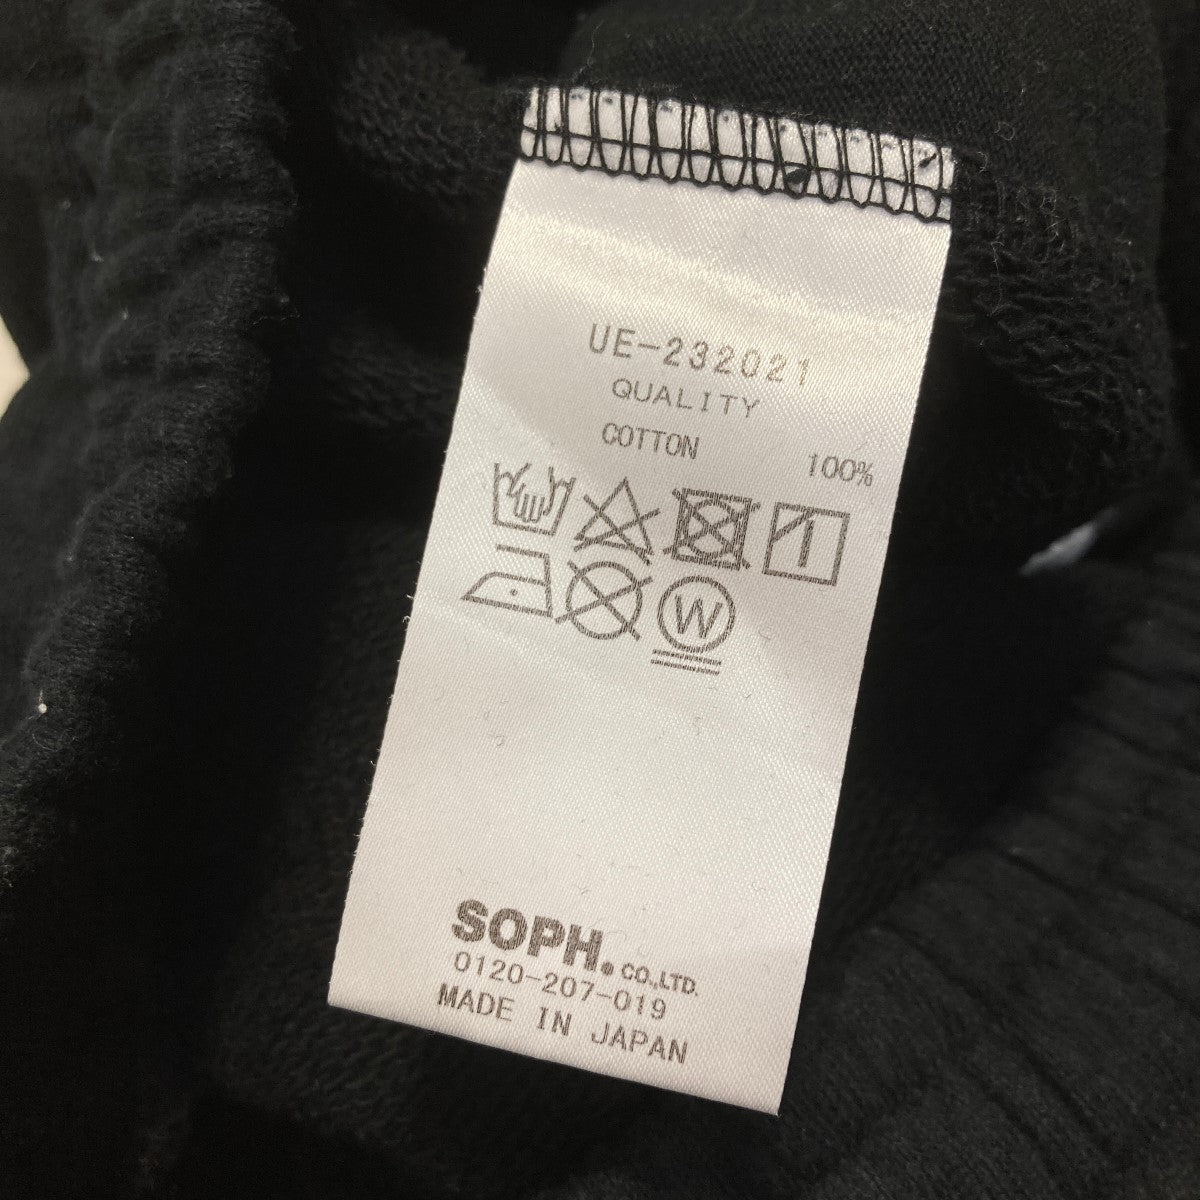 UE-232021
QUALITY
COTTON 100%
W
SOPH. CO.,LTD.
0120-207-019
MADE IN JAPAN